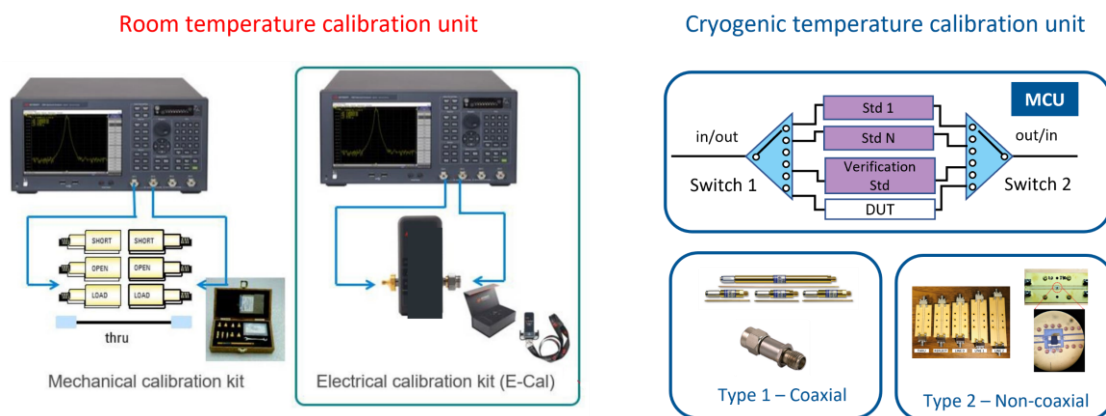 Room temperature calibration unit
Cryogenic temperature calibration unit
SHORT
SHORT
OPEN
OPEN
LOAD
LOAD
thru
Mechanical calibration kit
Electrical calibration kit (E-Cal)
MCU
Std 1
in/out
Std N
out/in
Switch 1
Verification
Std
Switch 2
DUT
Type 1 – Coaxial
Type 2 – Non-coaxial